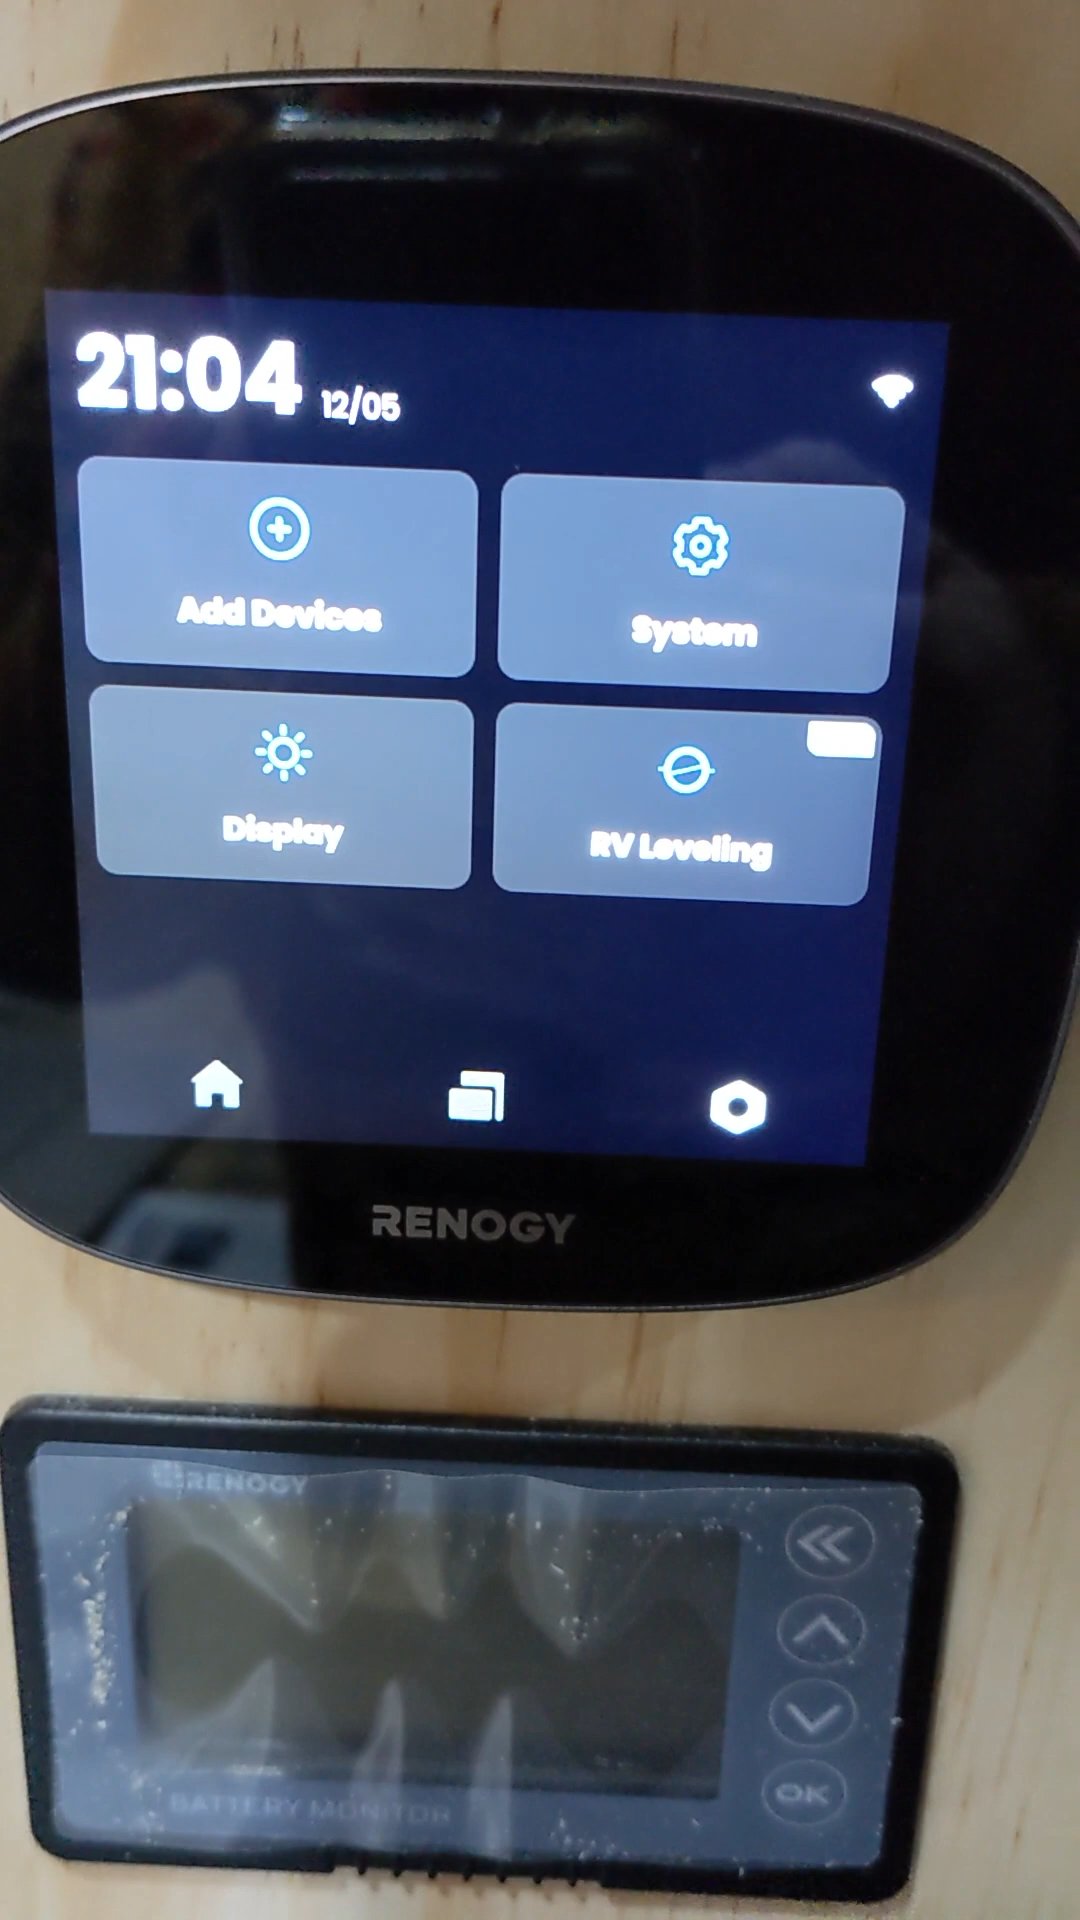 21:04 12/05
Add Devices
System
Display
RV Leveling
RENOGY
RENOGY
BATTERY MONITOR
OK